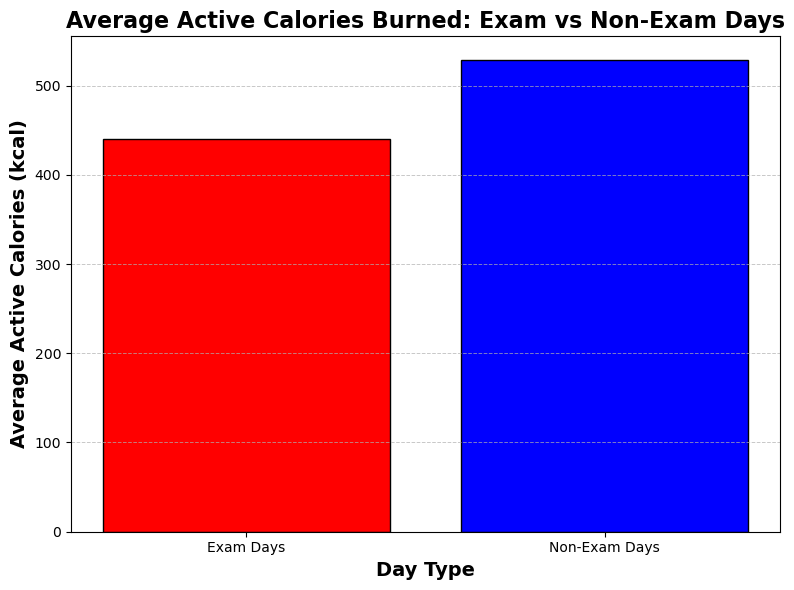 Average Active Calories Burned: Exam vs Non-Exam Days
Average Active Calories (kcal)
500
400
300
200
100
0
Exam Days
Non-Exam Days
Day Type